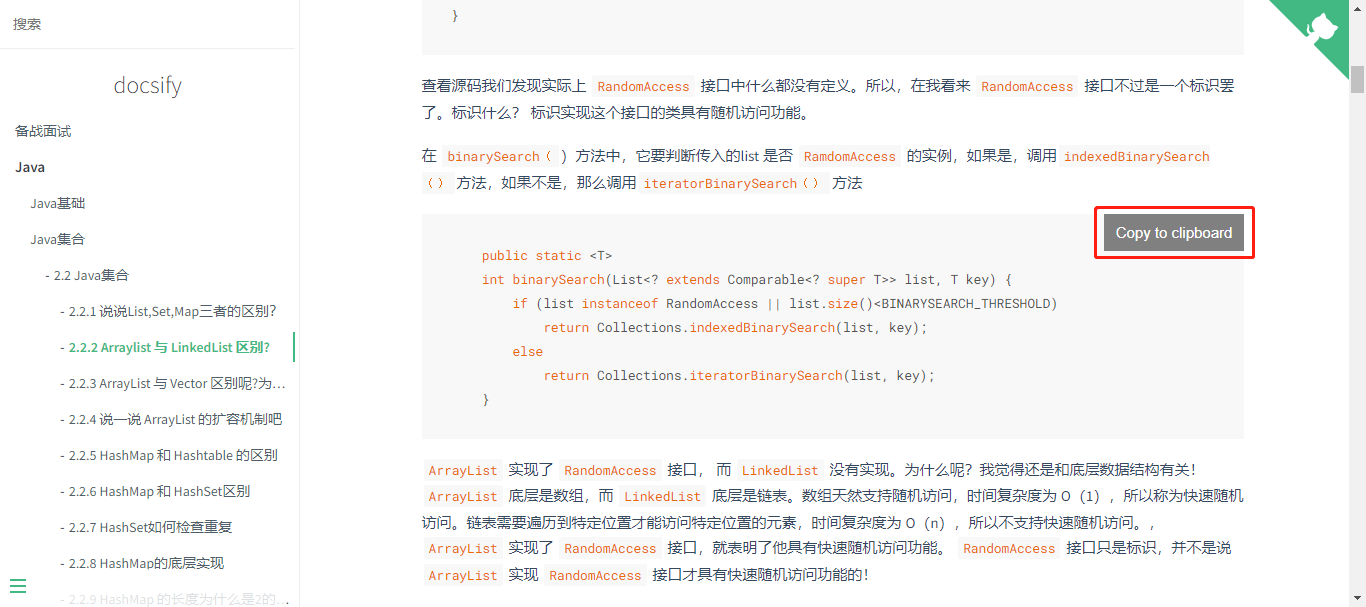 搜索
docsify
备战面试
Java
Java基础
Java集合
- 2.2 Java集合
- 2.2.1 说说List,Set,Map三者的区别?
- 2.2.2 Arraylist 与 LinkedList 区别?
- 2.2.3 ArrayList 与 Vector 区别呢?为…
- 2.2.4 说一说 ArrayList 的扩容机制吧
- 2.2.5 HashMap 和 Hashtable 的区别
- 2.2.6 HashMap 和 HashSet区别
- 2.2.7 HashSet如何检查重复
- 2.2.8 HashMap的底层实现
- 2.2.9 HashMap 的长度为什么是2的…
}
查看源码我们发现实际上 RandomAccess 接口中什么都没有定义。所以，在我看来 RandomAccess 接口不过是一个标识罢
了。标识什么？ 标识实现这个接口的类具有随机访问功能。
在 binarySearch（ ）方法中，它要判断传入的list 是否 RamdomAccess 的实例，如果是，调用 indexedBinarySearch
（） 方法，如果不是，那么调用 iteratorBinarySearch（） 方法
Copy to clipboard
public static <T>
int binarySearch(List<? extends Comparable<? super T>> list, T key) {
if (list instanceof RandomAccess || list.size()<BINARYSEARCH_THRESHOLD)
return Collections.indexedBinarySearch(list, key);
else
return Collections.iteratorBinarySearch(list, key);
}
ArrayList 实现了 RandomAccess 接口， 而 LinkedList 没有实现。为什么呢？我觉得还是和底层数据结构有关！
ArrayList 底层是数组，而 LinkedList 底层是链表。数组天然支持随机访问，时间复杂度为 O（1），所以称为快速随机
访问。链表需要遍历到特定位置才能访问特定位置的元素，时间复杂度为 O（n），所以不支持快速随机访问。，
ArrayList 实现了 RandomAccess 接口，就表明了他具有快速随机访问功能。 RandomAccess 接口只是标识，并不是说
ArrayList 实现 RandomAccess 接口才具有快速随机访问功能的！